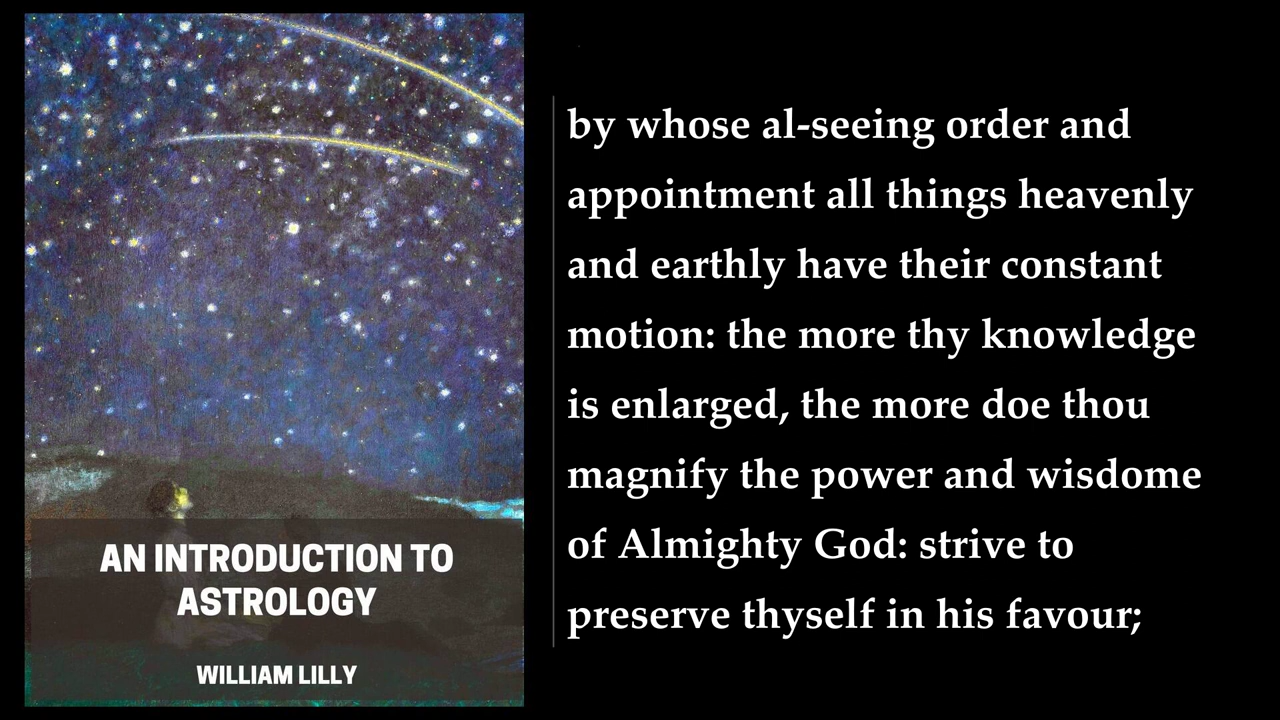 AN INTRODUCTION TO
ASTROLOGY
WILLIAM LILLY
by whose al-seeing order and
appointment all things heavenly
and earthly have their constant
motion: the more thy knowledge
is enlarged, the more doe thou
magnify the power and wisdome
of Almighty God: strive to
preserve thyself in his favour;